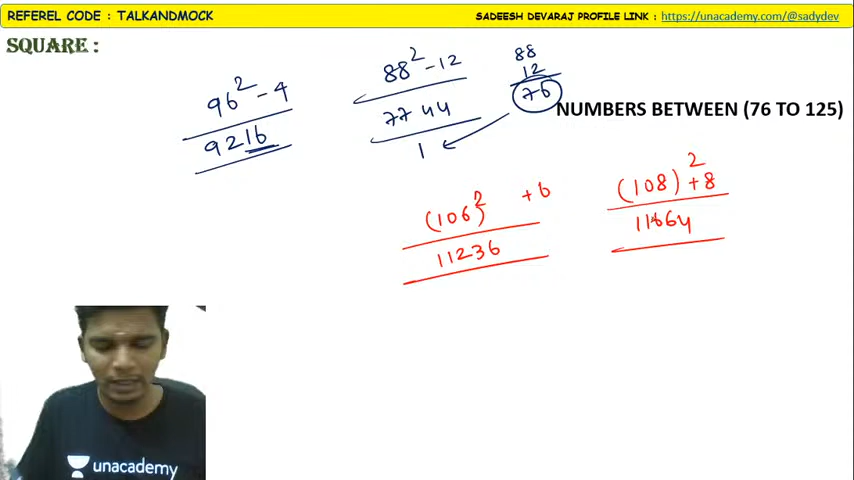 REFEREL CODE : TALKANDMOCK
SADEESH DEVARAJ PROFILE LINK : https://unacademy.com/@sadydev
SQUARE :
96² - 4
9216
88² - 12
7744
1
88
12
76
NUMBERS BETWEEN (76 TO 125)
(106)² + 6
11236
(108)² + 8
11664
unacademy